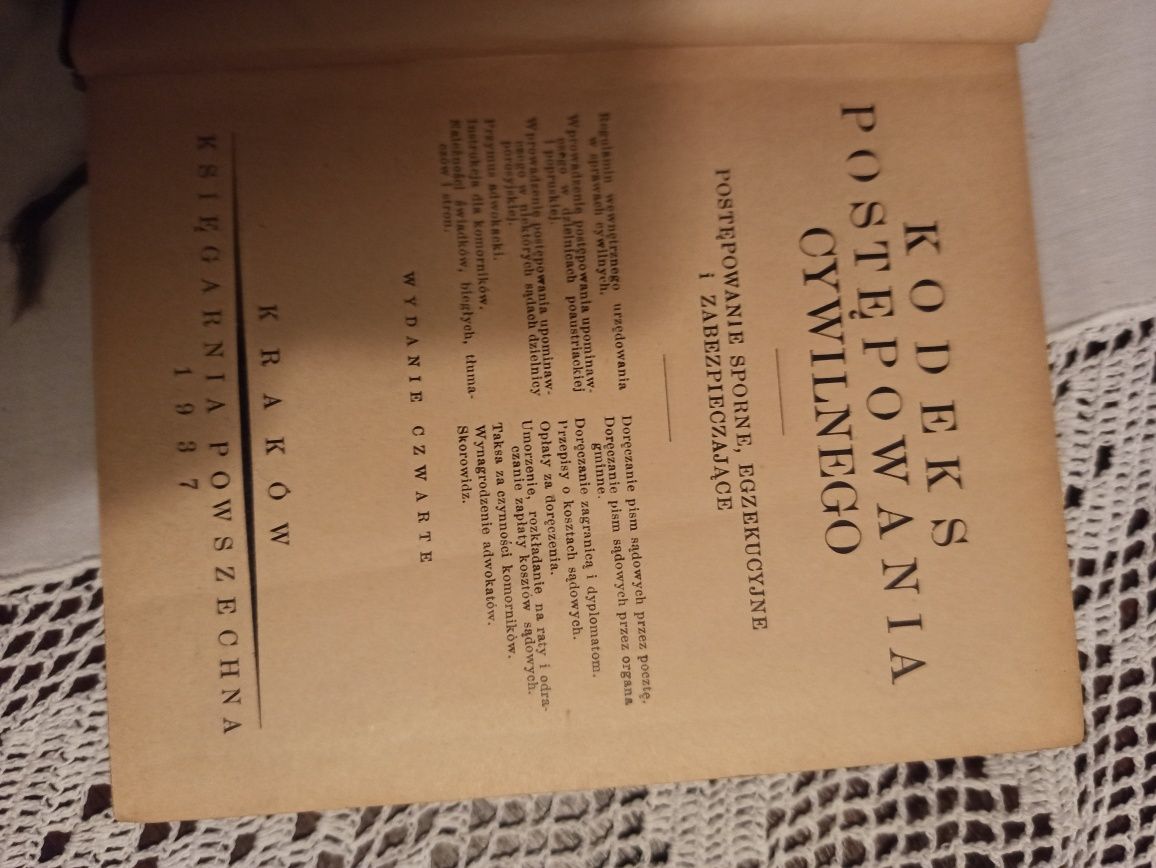 KODEKS
POSTĘPOWANIA
CYWILNEGO
POSTĘPOWANIE SPORNE, EGZEKUCYJNE
i ZABEZPIECZAJĄCE
Regulamin wewnętrznego urzędowania
w sprawach cywilnych.
Wprowadzenie postępowania upominaw-
czego w dzielnicach poaustriackiej
i popruskiej.
Wprowadzenie postępowania upominaw-
czego w niektórych sądach dzielnicy
porosyjskiej.
Przymus adwokacki.
Instrukcja dla komorników.
Należności świadków, biegłych, tłuma-
czów i stron.
Doręczanie pism sądowych przez pocztę.
Doręczanie pism sądowych przez organa
gminne.
Doręczanie zagranicą i dyplomatom.
Przepisy o kosztach sądowych.
Opłaty za doręczenia.
Umorzenie, rozkładanie na raty i odra-
czanie zapłaty kosztów sądowych.
Taksa za czynności komorników.
Wynagrodzenie adwokatów.
Skorowidz.
WYDANIE CZWARTE
KRAKÓW
KSIĘGARNIA POWSZECHNA
1937